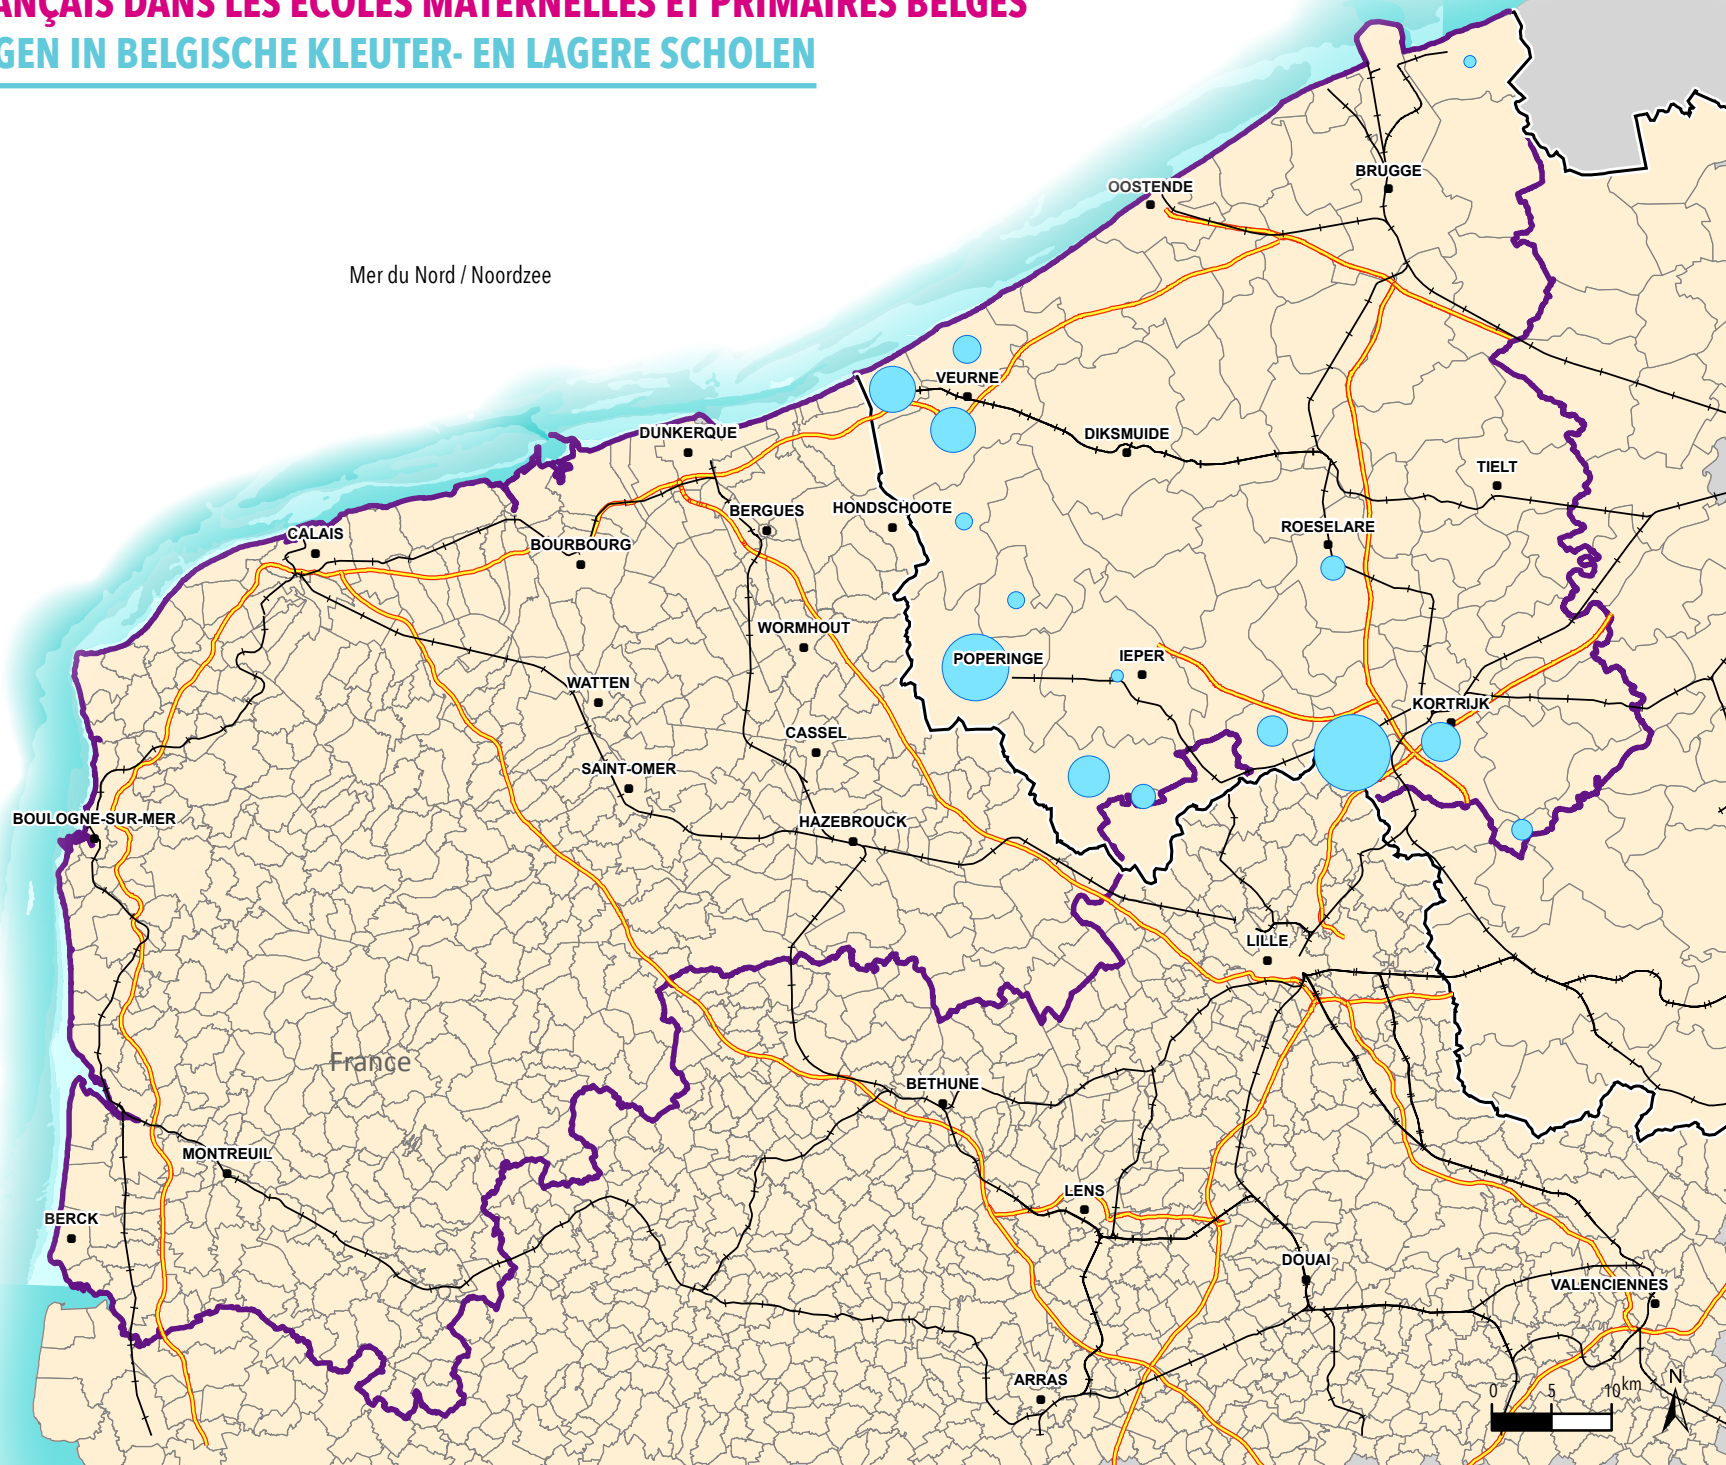 DANS LES ÉCOLES MATERNELLES ET PRIMAIRES BELGES
IN BELGISCHE KLEUTER- EN LAGERE SCHOLEN
BRUGGE
OOSTENDE
Mer du Nord / Noordzee
VEURNE
DUNKERQUE
DIKSMUIDE
TIELT
BERGUES
HONDSCHOOTE
ROESELARE
CALAIS
BOURBOURG
WORMHOUT
POPERINGE
IEPER
WATTEN
KORTRIJK
CASSEL
SAINT-OMER
BOULOGNE-SUR-MER
HAZEBROUCK
LILLE
France
BETHUNE
MONTREUIL
LENS
BERCK
DOUAI
VALENCIENNES
ARRAS
N
0 5 10 km